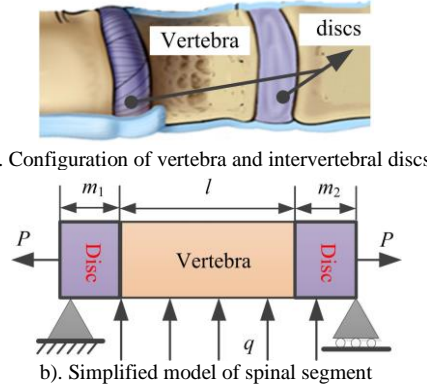 Vertebra
discs
. Configuration of vertebra and intervertebral discs
m1
l
m2
P
Disc
Vertebra
Disc
P
q
b). Simplified model of spinal segment